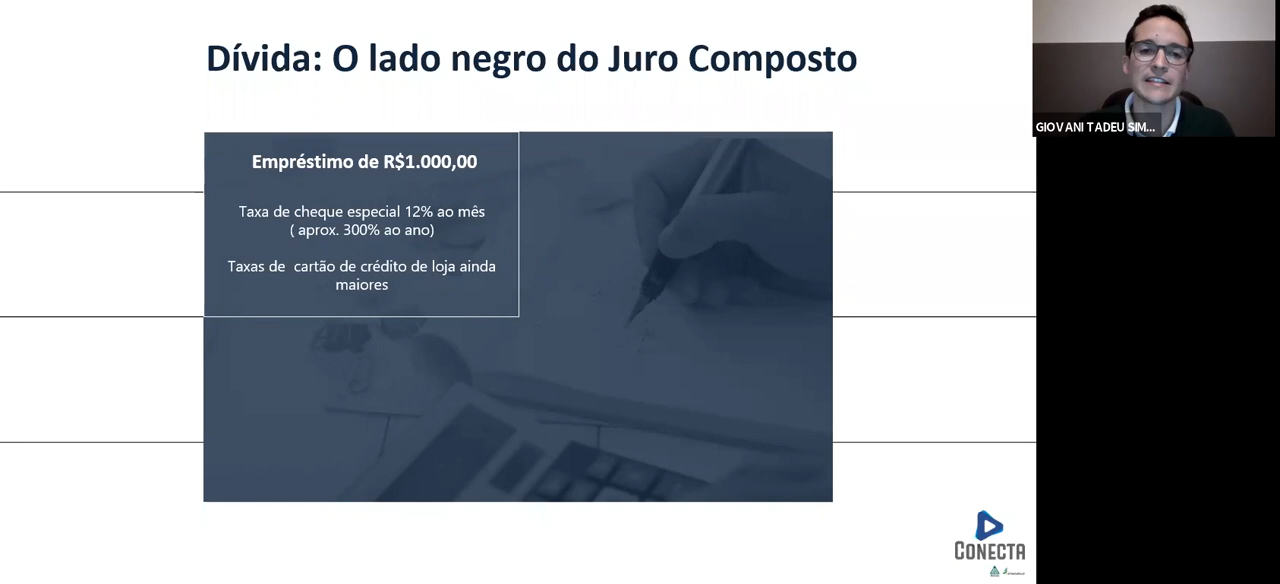 Dívida: O lado negro do Juro Composto
GIOVANI TADEU SIM...
Empréstimo de R$1.000,00
Taxa de cheque especial 12% ao mês
( aprox. 300% ao ano)
Taxas de cartão de crédito de loja ainda
maiores
CONECTA